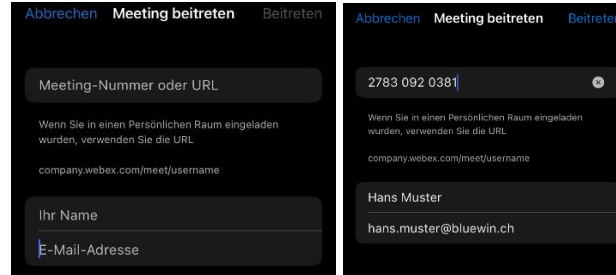 Abbrechen Meeting beitreten Beitreten
Meeting-Nummer oder URL
Wenn Sie in einen Persönlichen Raum eingeladen
wurden, verwenden Sie die URL
company.webex.com/meet/username
Ihr Name
E-Mail-Adresse
Abbrechen Meeting beitreten Beitreten
2783 092 0381
Wenn Sie in einen Persönlichen Raum eingeladen
wurden, verwenden Sie die URL
company.webex.com/meet/username
Hans Muster
hans.muster@bluewin.ch